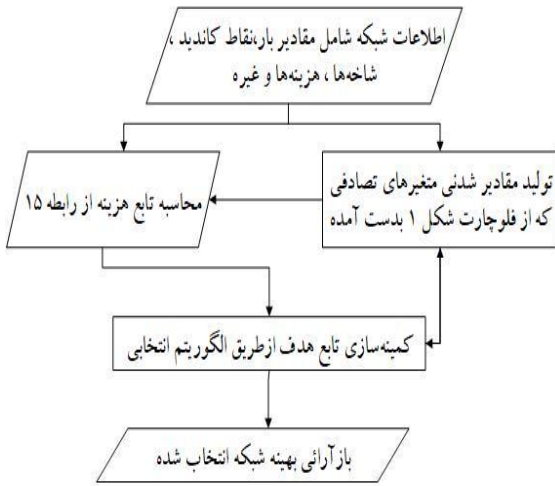 اطلاعات شبکه شامل مقادیر بار،نقاط کاندید ،
شاخه‌ها ، هزینه‌ها و غیره
تولید مقادیر شدنی متغیرهای تصادفی
که از فلوچارت شکل ۱ بدست آمده
محاسبه تابع هزینه از رابطه ۱۵
کمینه‌سازی تابع هدف ازطریق الگوریتم انتخابی
بازآرائی بهینه شبکه انتخاب شده